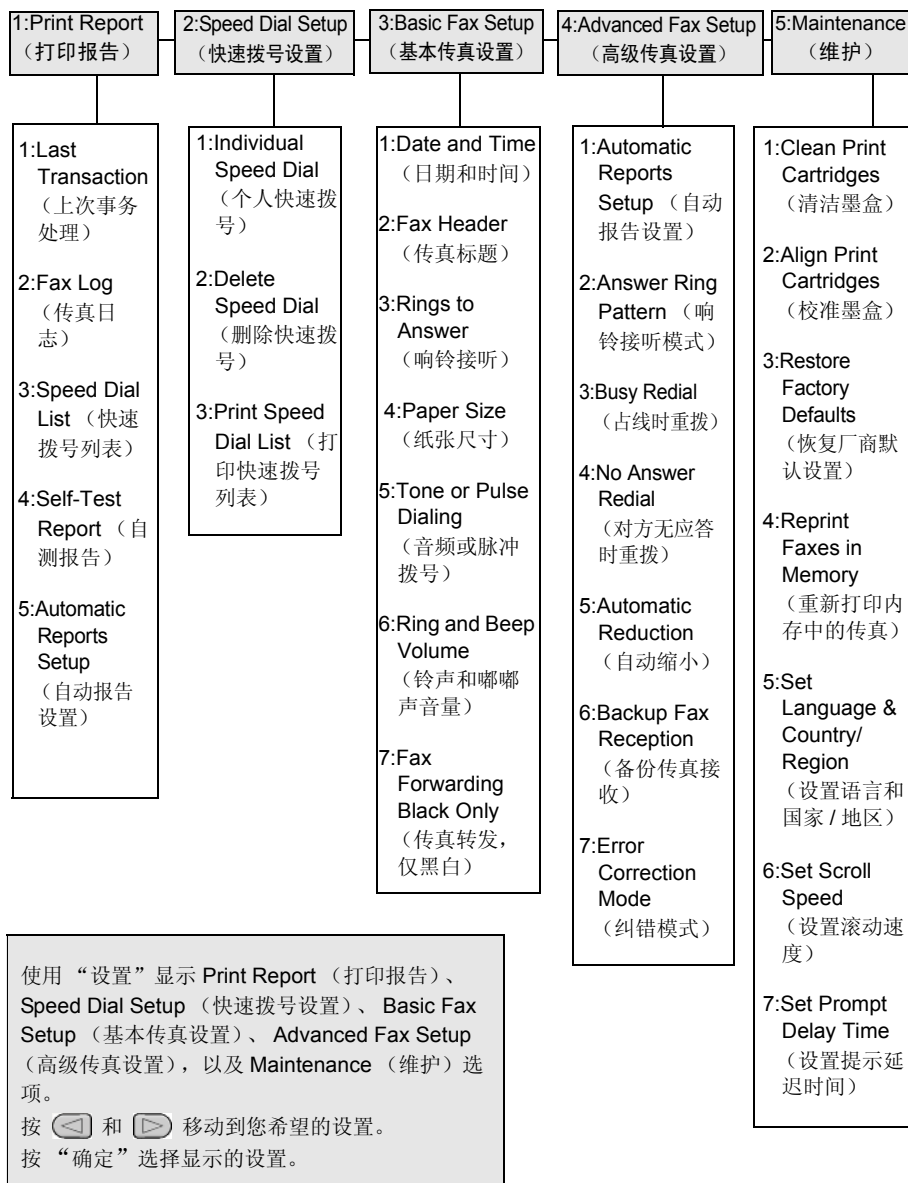 1:Print Report
（打印报告）
2:Speed Dial Setup
（快速拨号设置）
3:Basic Fax Setup
（基本传真设置）
4:Advanced Fax Setup
（高级传真设置）
5:Maintenance
（维护）
1:Last
Transaction
（上次事务
处理）
2:Fax Log
（传真日
志）
3:Speed Dial
List （快速
拨号列表）
4:Self-Test
Report （自
测报告）
5:Automatic
Reports
Setup
（自动报告
设置）
1:Individual
Speed Dial
（个人快速拨
号）
2:Delete
Speed Dial
（删除快速拨
号）
3:Print Speed
Dial List （打
印快速拨号
列表）
1:Date and Time
（日期和时间）
2:Fax Header
（传真标题）
3:Rings to
Answer
（响铃接听）
4:Paper Size
（纸张尺寸）
5:Tone or Pulse
Dialing
（音频或脉冲
拨号）
6:Ring and Beep
Volume
（铃声和嘟嘟
声音量）
7:Fax
Forwarding
Black Only
（传真转发，
仅黑白）
1:Automatic
Reports
Setup （自动
报告设置）
2:Answer Ring
Pattern （响
铃接听模式）
3:Busy Redial
（占线时重拨）
4:No Answer
Redial
（对方无应答
时重拨）
5:Automatic
Reduction
（自动缩小）
6:Backup Fax
Reception
（备份传真接
收）
7:Error
Correction
Mode
（纠错模式）
1:Clean Print
Cartridges
（清洁墨盒）
2:Align Print
Cartridges
（校准墨盒）
3:Restore
Factory
Defaults
（恢复厂商默
认设置）
4:Reprint
Faxes in
Memory
（重新打印内
存中的传真）
5:Set
Language &
Country/
Region
（设置语言和
国家 / 地区）
6:Set Scroll
Speed
（设置滚动速
度）
7:Set Prompt
Delay Time
（设置提示延
迟时间）
使用 “设置”显示 Print Report （打印报告）、
Speed Dial Setup （快速拨号设置）、 Basic Fax
Setup （基本传真设置）、 Advanced Fax Setup
（高级传真设置），以及 Maintenance （维护）选
项。
按 和 移动到您希望的设置。
按 “确定”选择显示的设置。